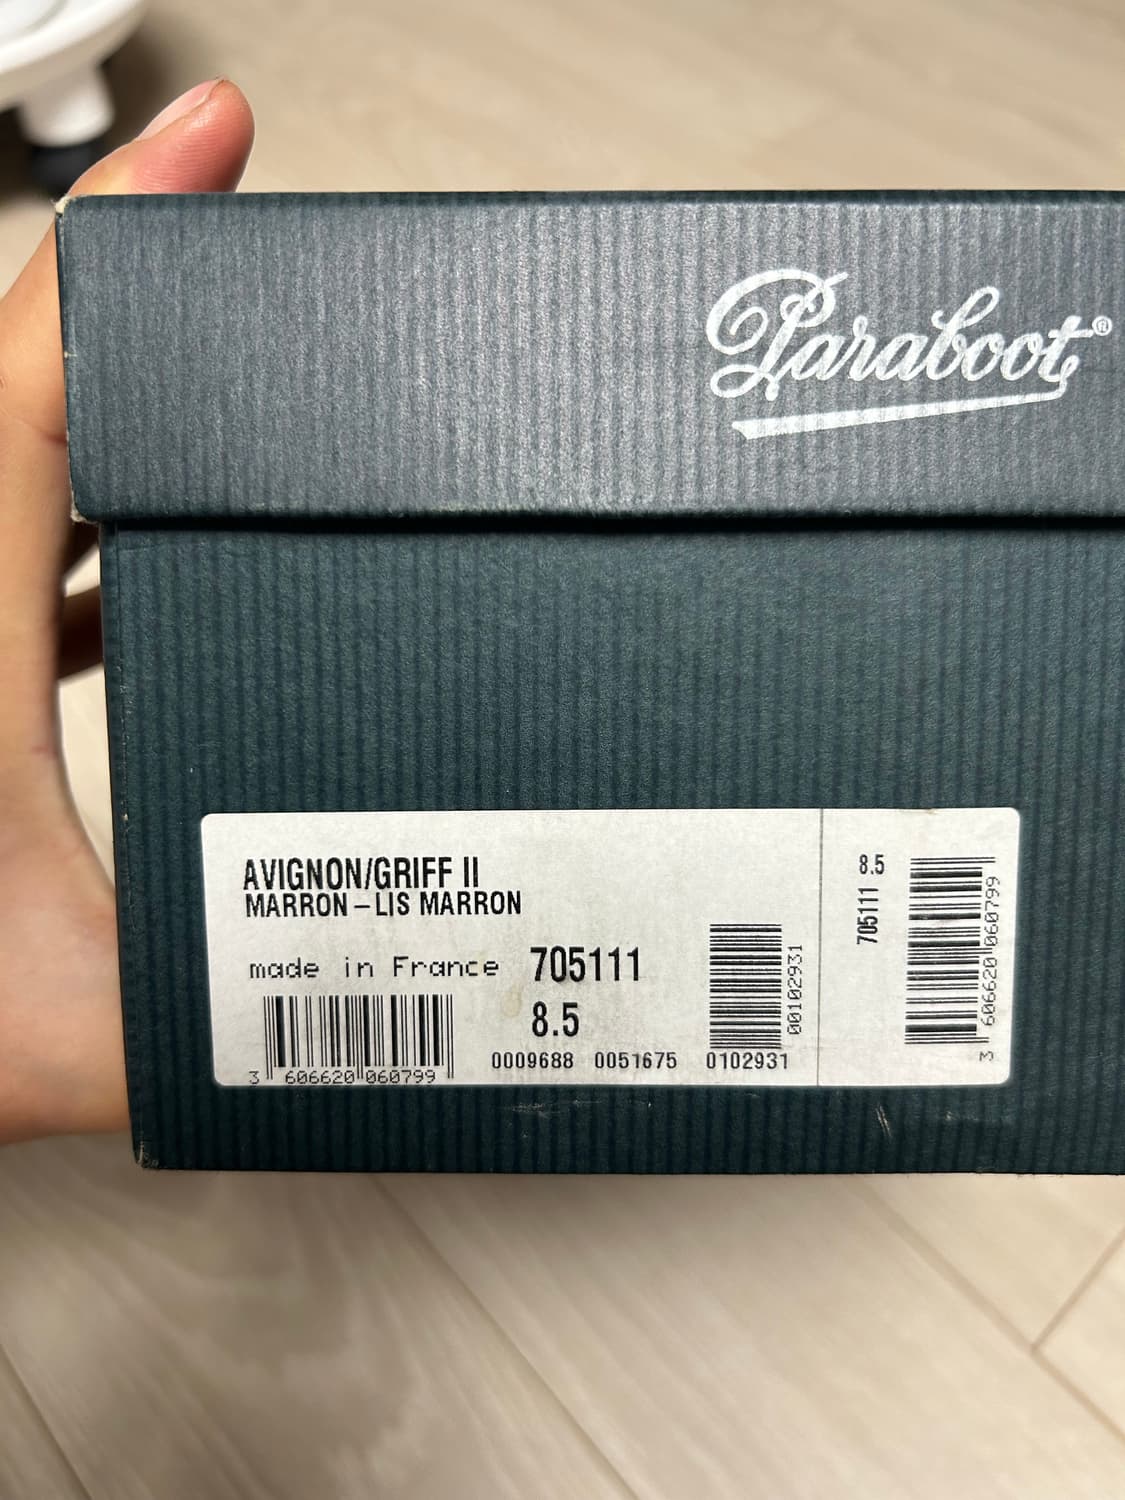 Paraboot®
AVIGNON/GRIFF II
MARRON – LIS MARRON
made in France 705111
8.5
3 606620 060799
0009688 0051675 0102931
00102931
8.5
705111
3 606620 060799